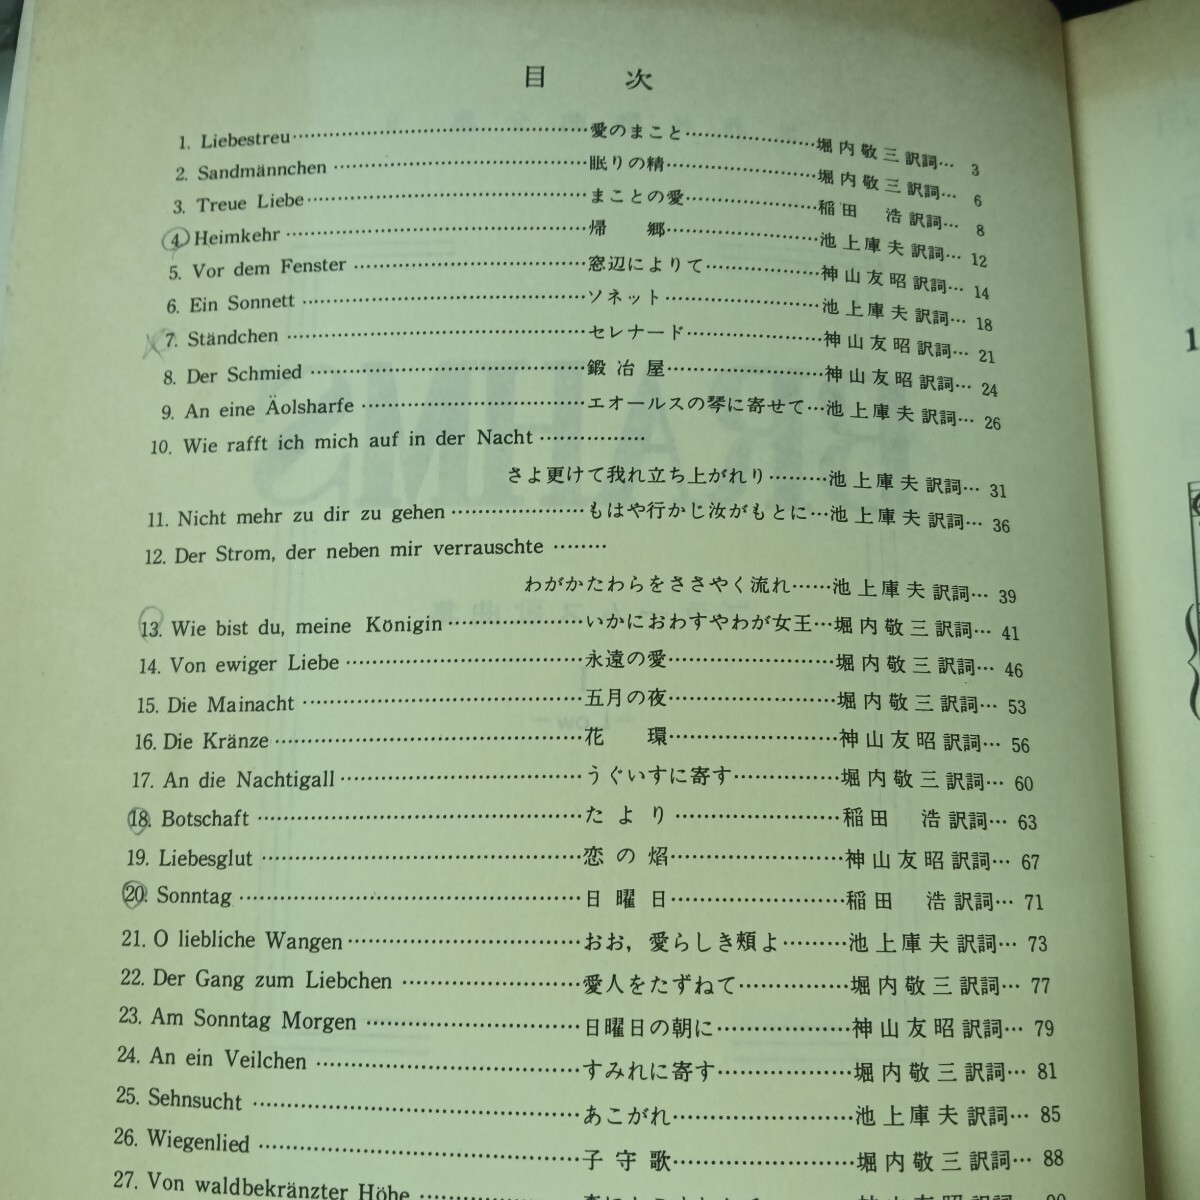 目 次
1. Liebestreu……愛のまこと……堀内敬三訳詞… 3
2. Sandmännchen……眠りの精……堀内敬三訳詞… 6
3. Treue Liebe……まことの愛……稲田 浩訳詞… 8
4. Heimkehr……帰 郷……池上庫夫訳詞… 12
5. Vor dem Fenster……窓辺によりて……神山友昭訳詞… 14
6. Ein Sonnett……ソネット……池上庫夫訳詞… 18
7. Ständchen……セレナード……神山友昭訳詞… 21
8. Der Schmied……鍛冶屋……神山友昭訳詞… 24
9. An eine Äolsharfe……エオールスの琴に寄せて…池上庫夫訳詞… 26
10. Wie rafft ich mich auf in der Nacht……
さよ更けて我れ立ち上がれり………池上庫夫訳詞… 31
11. Nicht mehr zu dir zu gehen……もはや行かじ汝がもとに…池上庫夫訳詞… 36
12. Der Strom, der neben mir verrauschte………
わがかたわらをささやく流れ……池上庫夫訳詞… 39
13. Wie bist du, meine Königin……いかにおわすやわが女王…堀内敬三訳詞… 41
14. Von ewiger Liebe……永遠の愛……堀内敬三訳詞… 46
15. Die Mainacht……五月の夜……堀内敬三訳詞… 53
16. Die Kränze……花 環……神山友昭訳詞… 56
17. An die Nachtigall……うぐいすに寄す……堀内敬三訳詞… 60
18. Botschaft……たより……稲田 浩訳詞… 63
19. Liebesglut……恋の焰……神山友昭訳詞… 67
20. Sonntag……日曜日……稲田 浩訳詞… 71
21. O liebliche Wangen……おお，愛らしき頰よ………池上庫夫訳詞… 73
22. Der Gang zum Liebchen……愛人をたずねて……堀内敬三訳詞… 77
23. Am Sonntag Morgen……日曜日の朝に……神山友昭訳詞… 79
24. An ein Veilchen……すみれに寄す……堀内敬三訳詞… 81
25. Sehnsucht……あこがれ……池上庫夫訳詞… 85
26. Wiegenlied……子守歌……堀内敬三訳詞… 88
27. Von waldbekränzter Höhe……
1